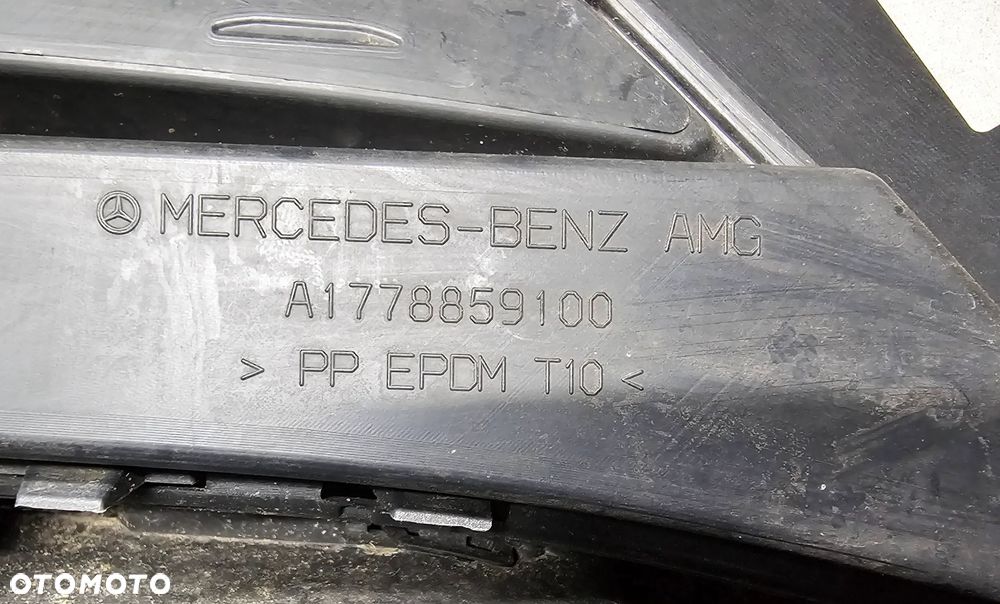 MERCEDES-BENZ AMG
A1778859100
> PP EPDM T10 <
OTOMOTO